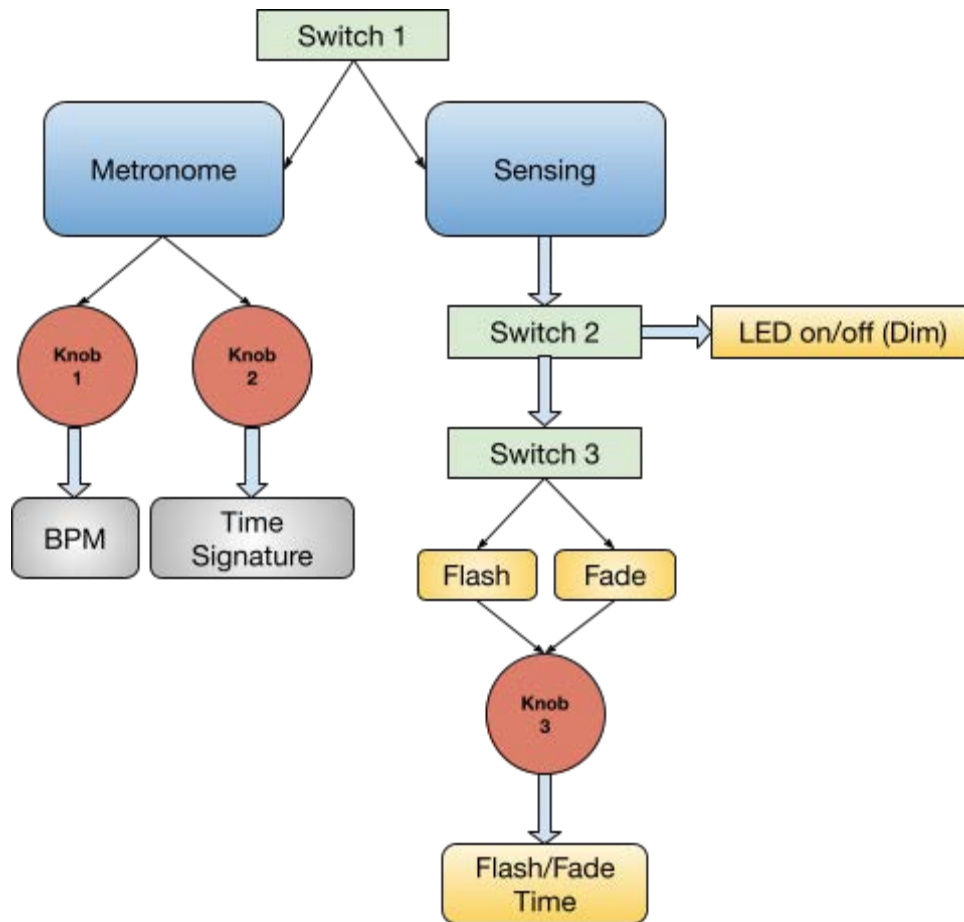 Switch 1
Metronome
Sensing
Knob
1
Knob
2
Switch 2
LED on/off (Dim)
Switch 3
BPM
Time
Signature
Flash
Fade
Knob
3
Flash/Fade
Time